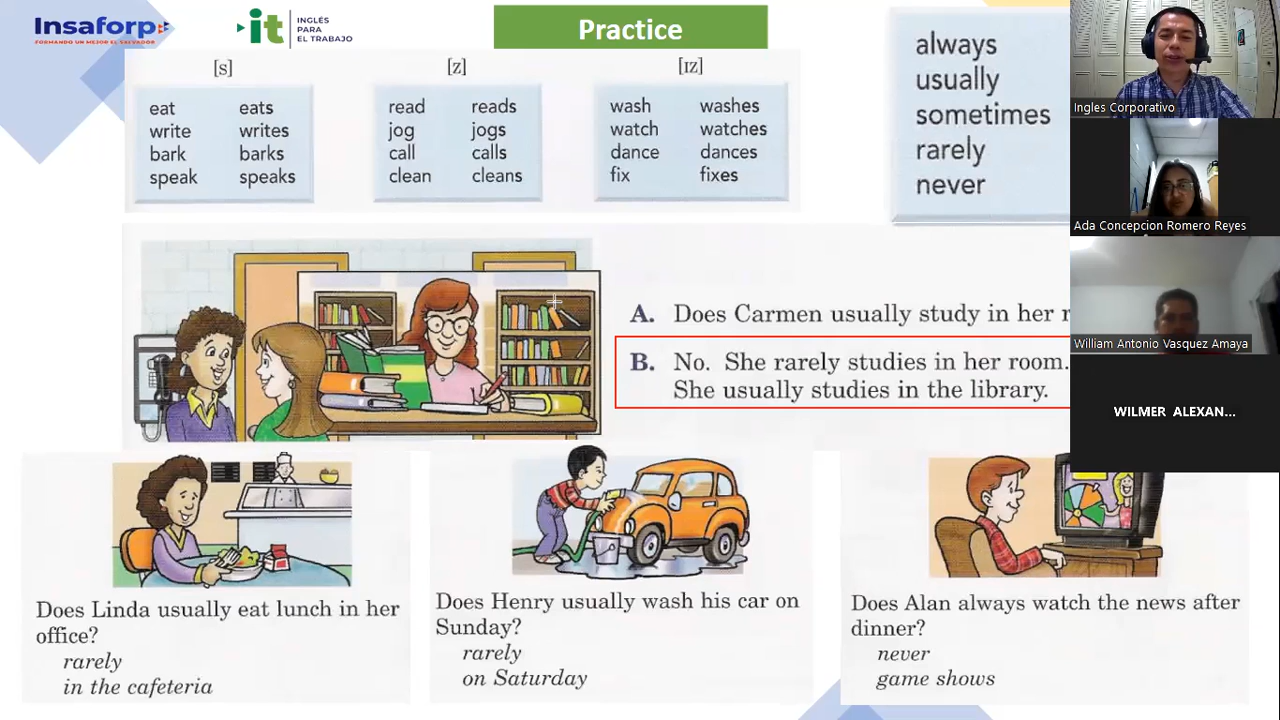 Insaforp
FORMANDO UN MEJOR EL SALVADOR
it
INGLÉS
PARA
EL TRABAJO
Practice
[s]
eat eats
write writes
bark barks
speak speaks
[z]
read reads
jog jogs
call calls
clean cleans
[ɪz]
wash washes
watch watches
dance dances
fix fixes
always
usually
sometimes
rarely
never
Ingles Corporativo
Ada Concepcion Romero Reyes
William Antonio Vasquez Amaya
WILMER ALEXAN...
A. Does Carmen usually study in her r
B. No. She rarely studies in her room.
She usually studies in the library.
Does Linda usually eat lunch in her
office?
rarely
in the cafeteria
Does Henry usually wash his car on
Sunday?
rarely
on Saturday
Does Alan always watch the news after
dinner?
never
game shows